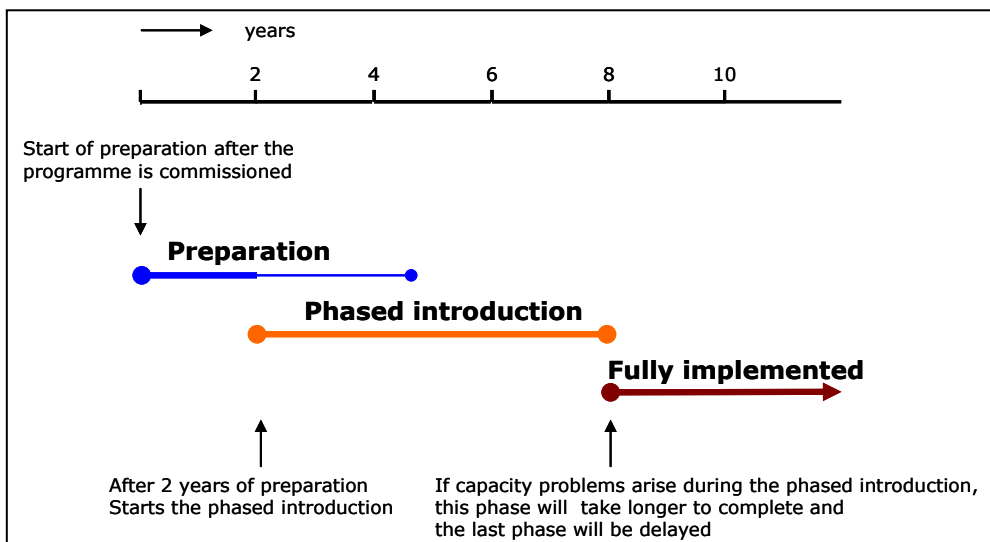 years
2 4 6 8 10
Start of preparation after the
programme is commissioned
Preparation
Phased introduction
Fully implemented
After 2 years of preparation
Starts the phased introduction
If capacity problems arise during the phased introduction,
this phase will take longer to complete and
the last phase will be delayed